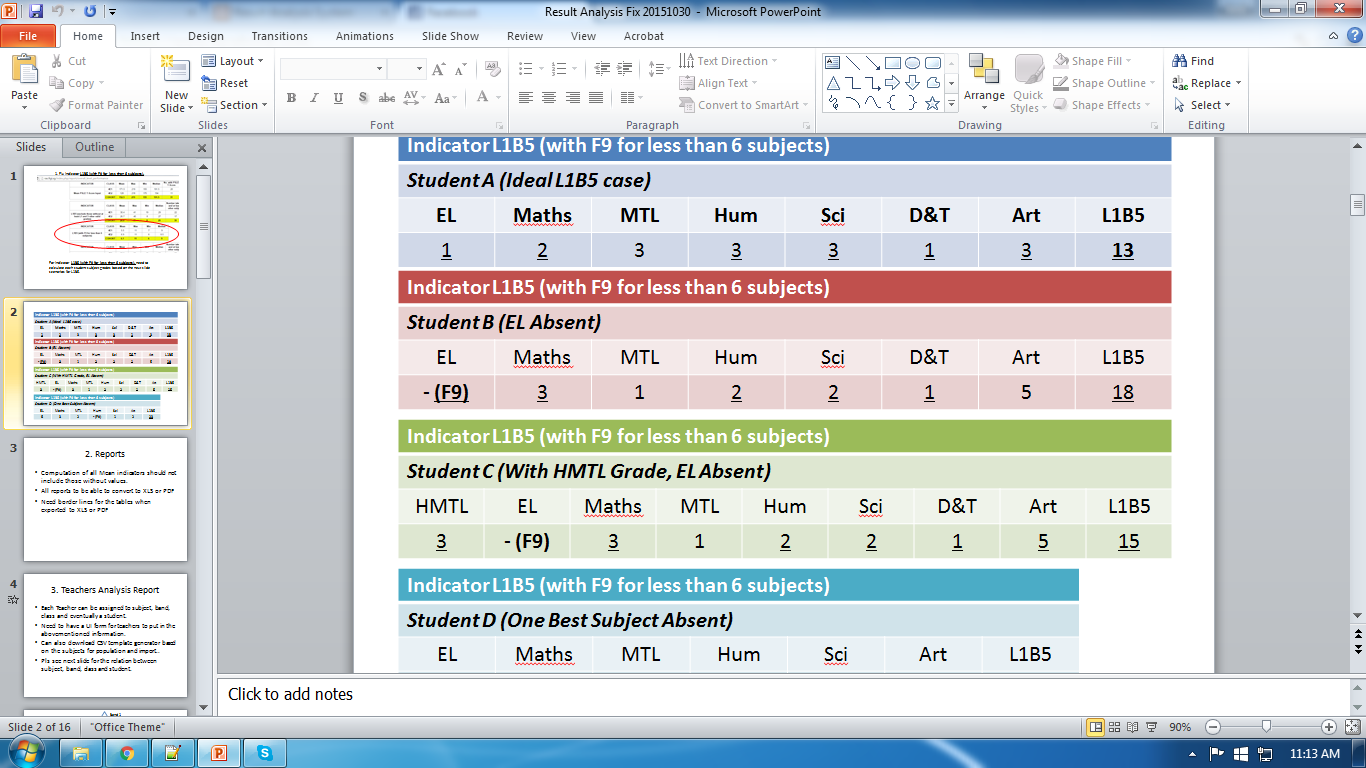 Result Analysis Fix 20151030 - Microsoft PowerPoint
File Home Insert Design Transitions Animations Slide Show Review View Acrobat
Paste
Cut
Copy
Format Painter
Clipboard
New Slide
Layout
Reset
Section
Slides
B I U S abc AV Aa A
Font
Text Direction
Align Text
Convert to SmartArt
Paragraph
Arrange
Quick Styles
Shape Fill
Shape Outline
Shape Effects
Drawing
Find
Replace
Select
Editing
Slides Outline
1
2
3
2. Reports
Computation of all Mean indicators should not include those without values.
All reports to be able to convert to XLS or PDF
Need border lines for the tables when exported to XLS or PDF
4
3. Teachers Analysis Report
Each Teacher can be assigned to subject, band, class and eventually a student.
Need to have a UI form for teachers to put in the abovementioned information.
Can also download CSV template generator based on the subjects for population and import..
Pls see next slide for the relation between subject, band, class and student.
Indicator L1B5 (with F9 for less than 6 subjects)
Student A (Ideal L1B5 case)
EL Maths MTL Hum Sci D&T Art L1B5
1 2 3 3 3 1 3 13
Indicator L1B5 (with F9 for less than 6 subjects)
Student B (EL Absent)
EL Maths MTL Hum Sci D&T Art L1B5
- (F9) 3 1 2 2 1 5 18
Indicator L1B5 (with F9 for less than 6 subjects)
Student C (With HMTL Grade, EL Absent)
HMTL EL Maths MTL Hum Sci D&T Art L1B5
3 - (F9) 3 1 2 2 1 5 15
Indicator L1B5 (with F9 for less than 6 subjects)
Student D (One Best Subject Absent)
EL Maths MTL Hum Sci Art L1B5
Click to add notes
Slide 2 of 16 "Office Theme" 90%
11:13 AM